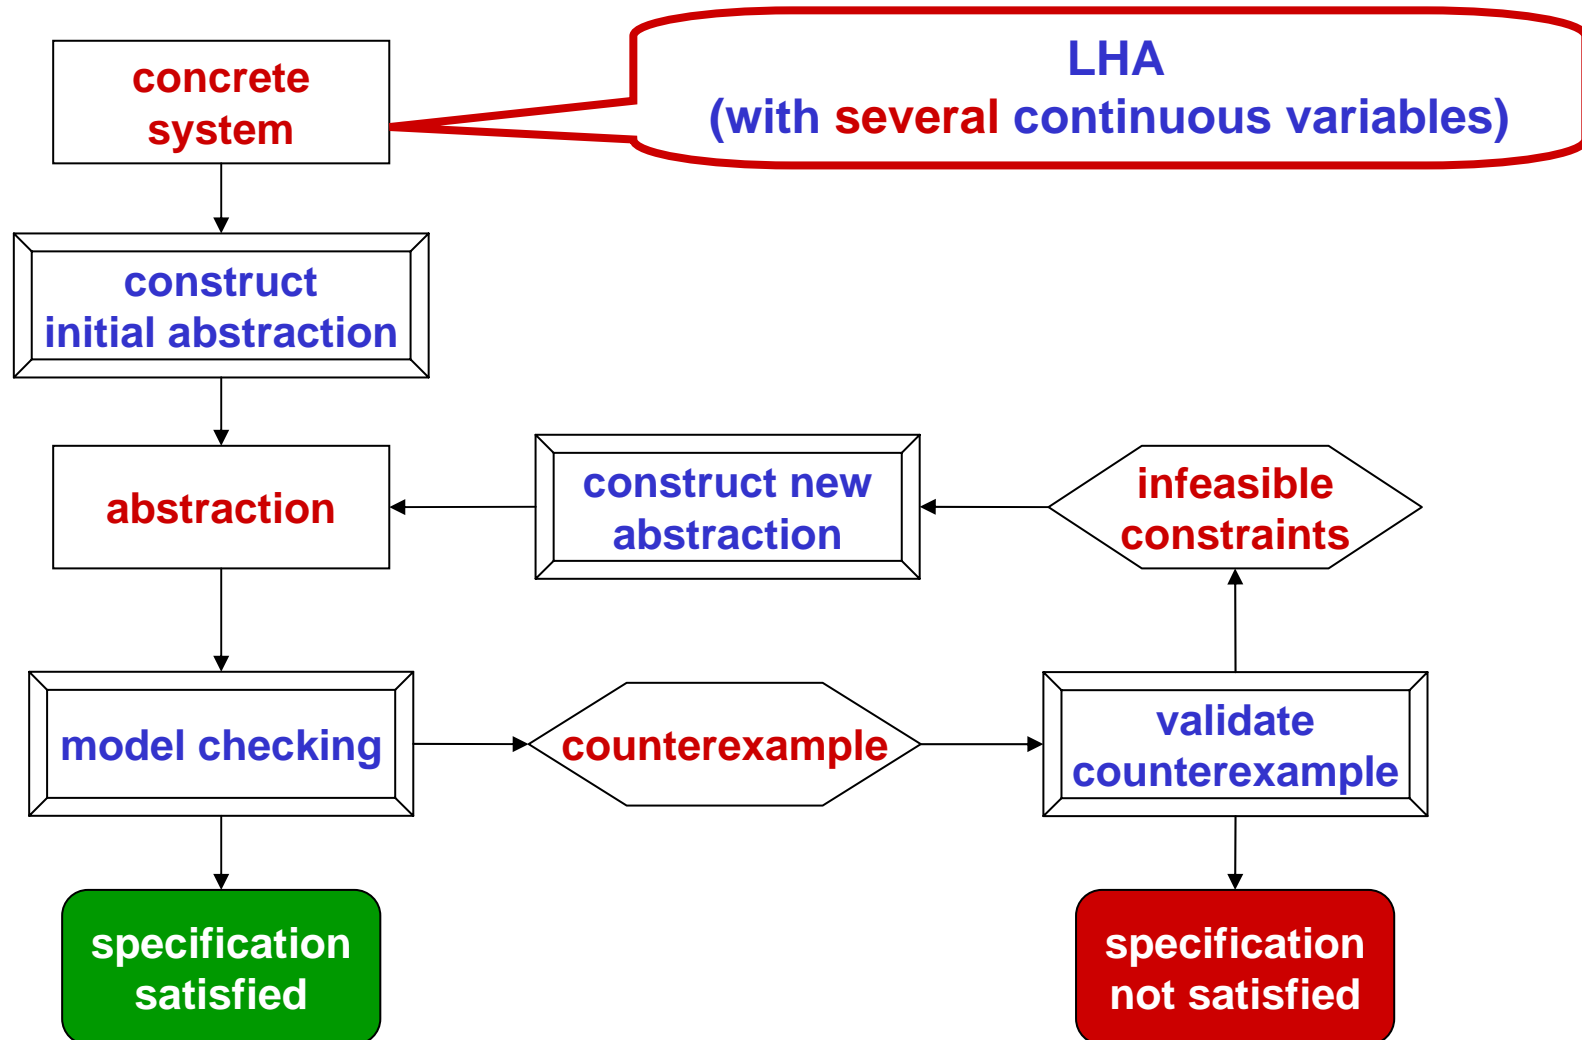 concrete
system
LHA
(with several continuous variables)
construct
initial abstraction
abstraction
construct new
abstraction
infeasible
constraints
model checking
counterexample
validate
counterexample
specification
satisfied
specification
not satisfied